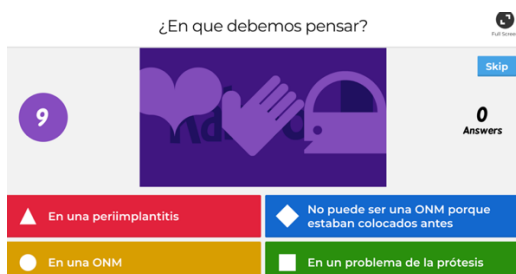 ¿En que debemos pensar?
Full Screen
Skip
9
0
Answers
En una periimplantitis
No puede ser una ONM porque
estaban colocados antes
En una ONM
En un problema de la prótesis